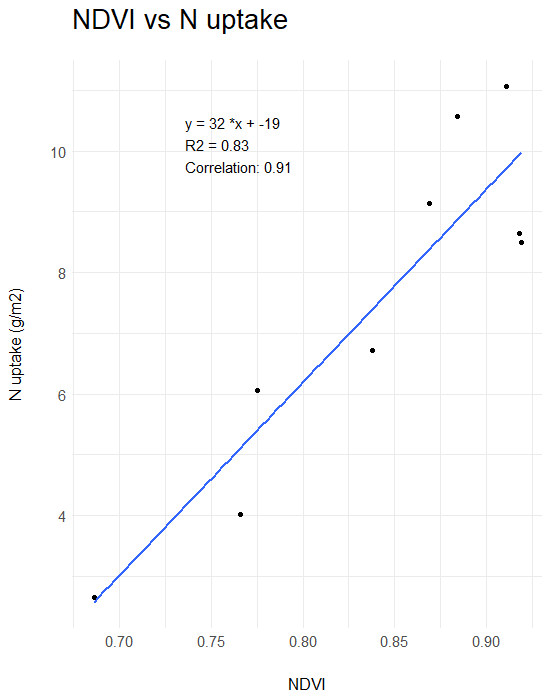 NDVI vs N uptake
y = 32 *x + -19
R2 = 0.83
Correlation: 0.91
N uptake (g/m2)
10
8
6
4
0.70 0.75 0.80 0.85 0.90
NDVI